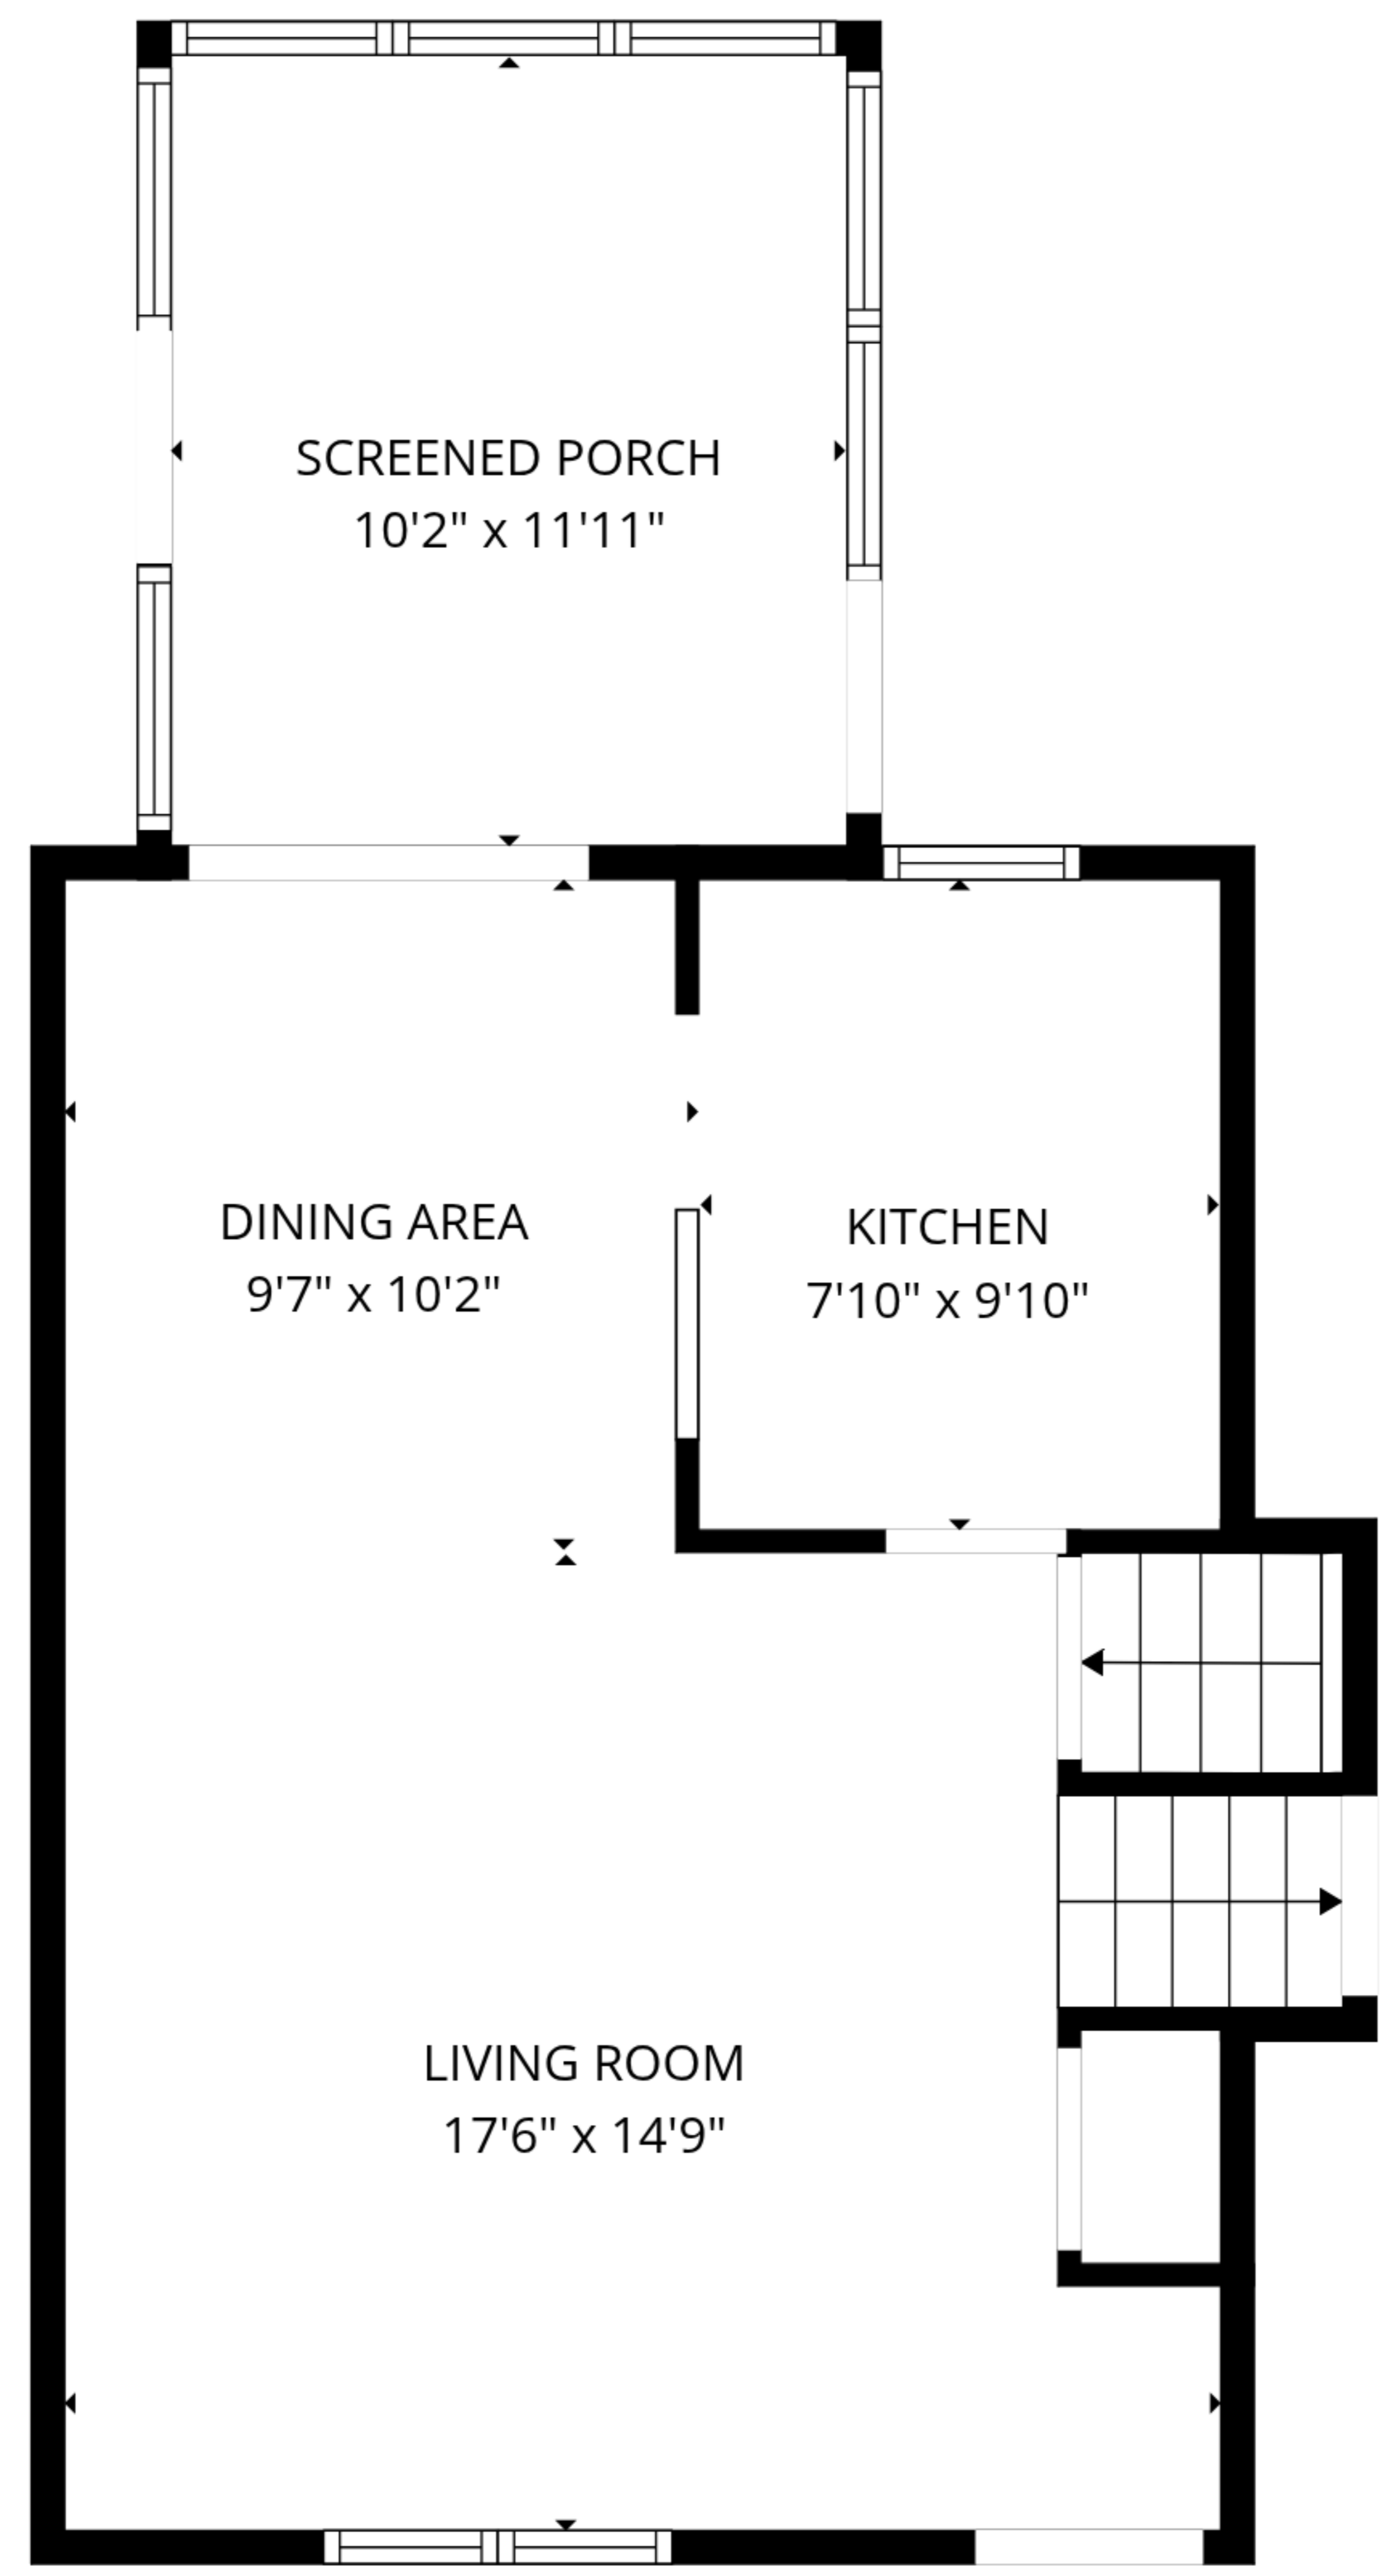 SCREENED PORCH
10'2" x 11'11"
DINING AREA
9'7" x 10'2"
KITCHEN
7'10" x 9'10"
LIVING ROOM
17'6" x 14'9"